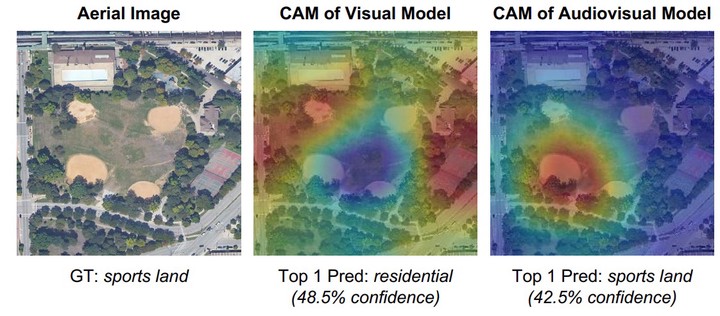 Aerial Image
CAM of Visual Model
CAM of Audiovisual Model
GT: sports land
Top 1 Pred: residential
(48.5% confidence)
Top 1 Pred: sports land
(42.5% confidence)